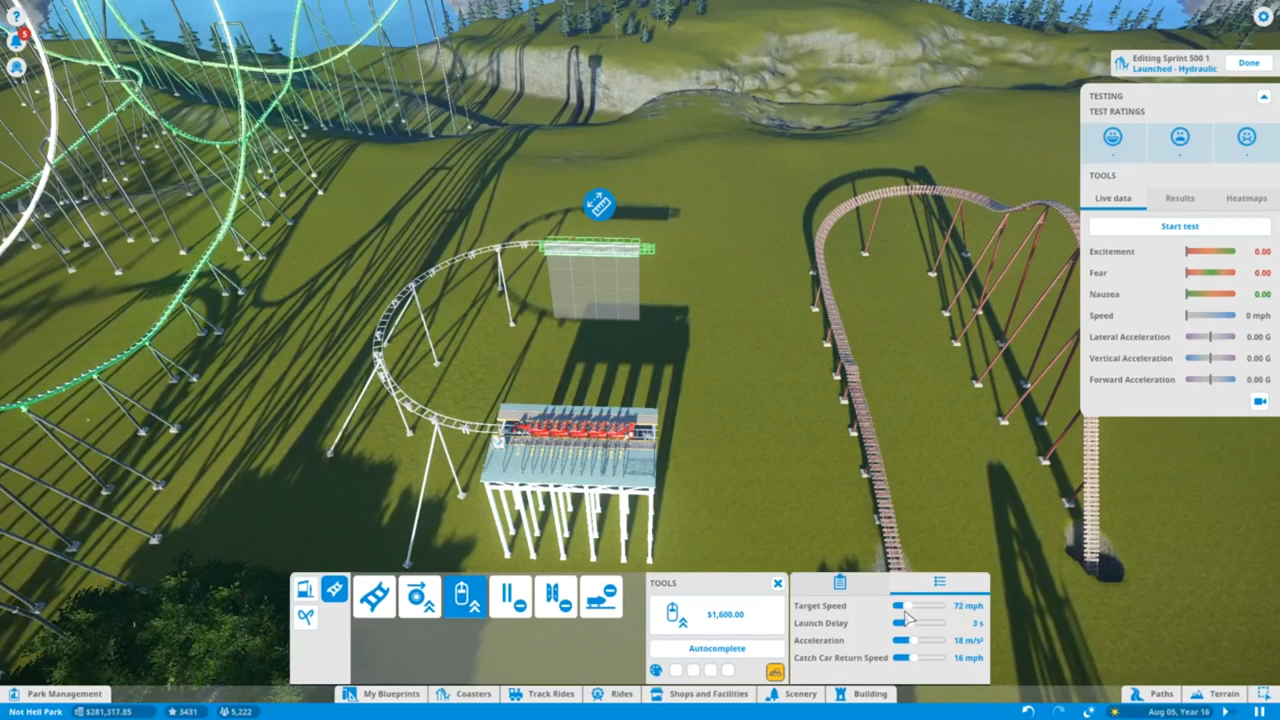 ?
5
Editing Sprint 500 1
Launched - Hydraulic
Done
TESTING
TEST RATINGS
- - -
TOOLS
Live data Results Heatmaps
Start test
Excitement 0.00
Fear 0.00
Nausea 0.00
Speed 0 mph
Lateral Acceleration 0.00 G
Vertical Acceleration 0.00 G
Forward Acceleration 0.00 G
TOOLS
$1,600.00
Autocomplete
Target Speed 72 mph
Launch Delay 3 s
Acceleration 18 m/s²
Catch Car Return Speed 16 mph
Park Management My Blueprints Coasters Track Rides Rides Shops and Facilities Scenery Building Paths Terrain
Not Hell Park $281,317.85 3431 5,222 Aug 05, Year 16